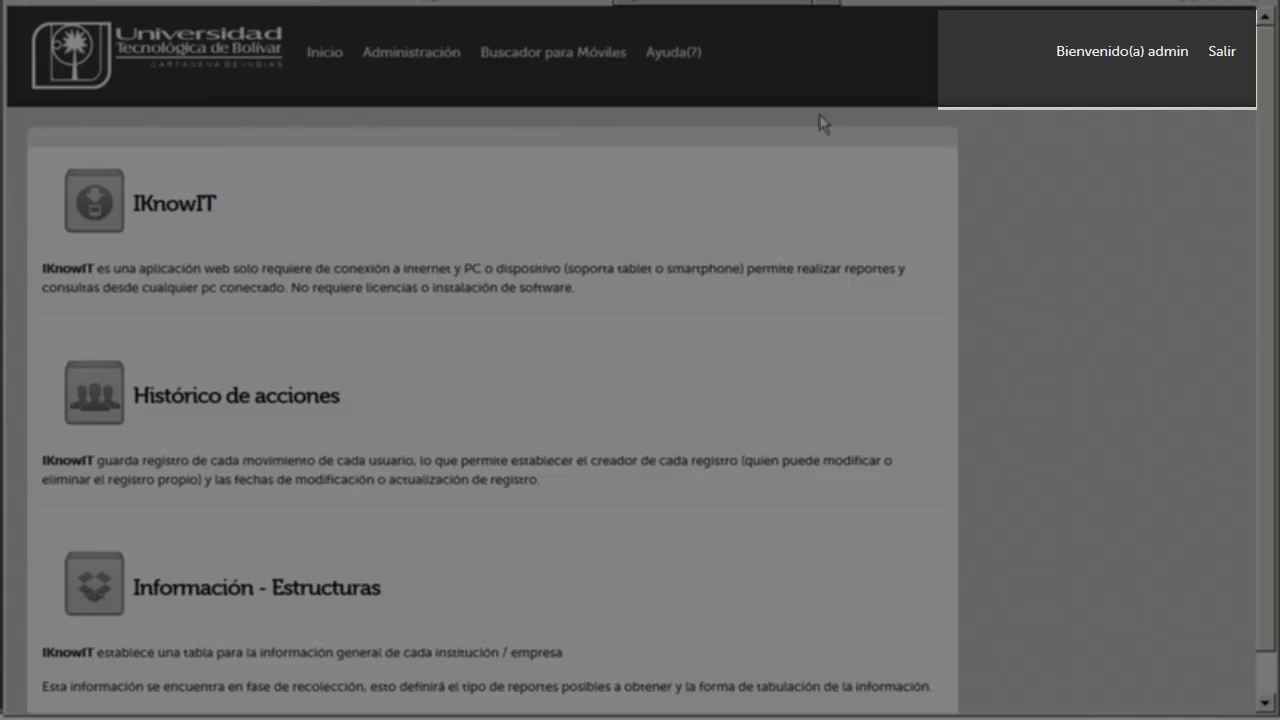 Universidad
Tecnológica de Bolívar
CARTAGENA DE INDIAS
Inicio Administración Buscador para Móviles Ayuda(?)
Bienvenido(a) admin Salir
IKnowIT
IKnowIT es una aplicación web solo requiere de conexión a internet y PC o dispositivo (soporta tablet o smartphone) permite realizar reportes y
consultas desde cualquier pc conectado. No requiere licencias o instalación de software.
Histórico de acciones
IKnowIT guarda registro de cada movimiento de cada usuario, lo que permite establecer el creador de cada registro (quien puede modificar o
eliminar el registro propio) y las fechas de modificación o actualización de registro.
Información - Estructuras
IKnowIT establece una tabla para la información general de cada institución / empresa
Esta información se encuentra en fase de recolección, esto definirá el tipo de reportes posibles a obtener y la forma de tabulación de la información.